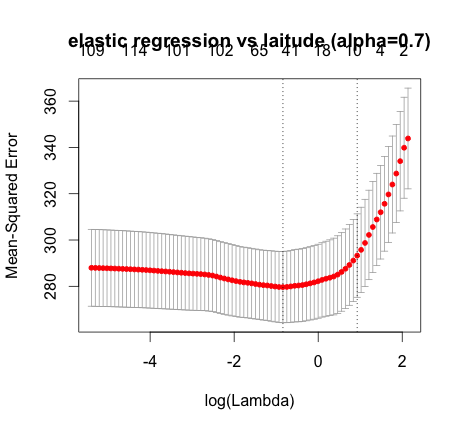 elastic regression vs laitude (alpha=0.7)
109 114 101 102 65 41 18 10 4 2
Mean-Squared Error
360
340
320
300
280
-4 -2 0 2
log(Lambda)